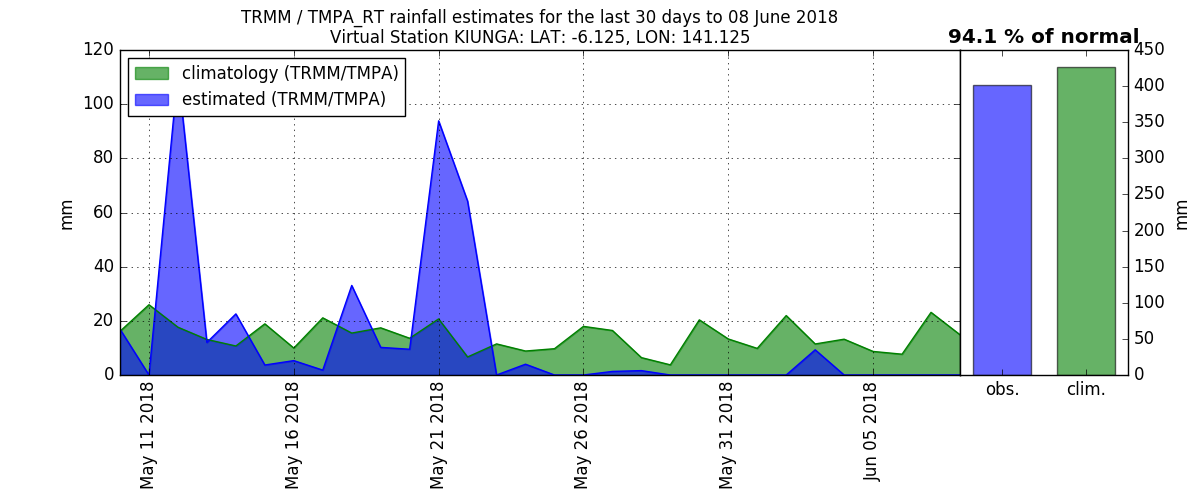 TRMM / TMPA_RT rainfall estimates for the last 30 days to 08 June 2018
Virtual Station KIUNGA: LAT: -6.125, LON: 141.125
94.1 % of normal
climatology (TRMM/TMPA)
estimated (TRMM/TMPA)
120
100
80
60
40
20
0
mm
May 11 2018
May 16 2018
May 21 2018
May 26 2018
May 31 2018
Jun 05 2018
450
400
350
300
250
200
150
100
50
0
mm
obs.
clim.